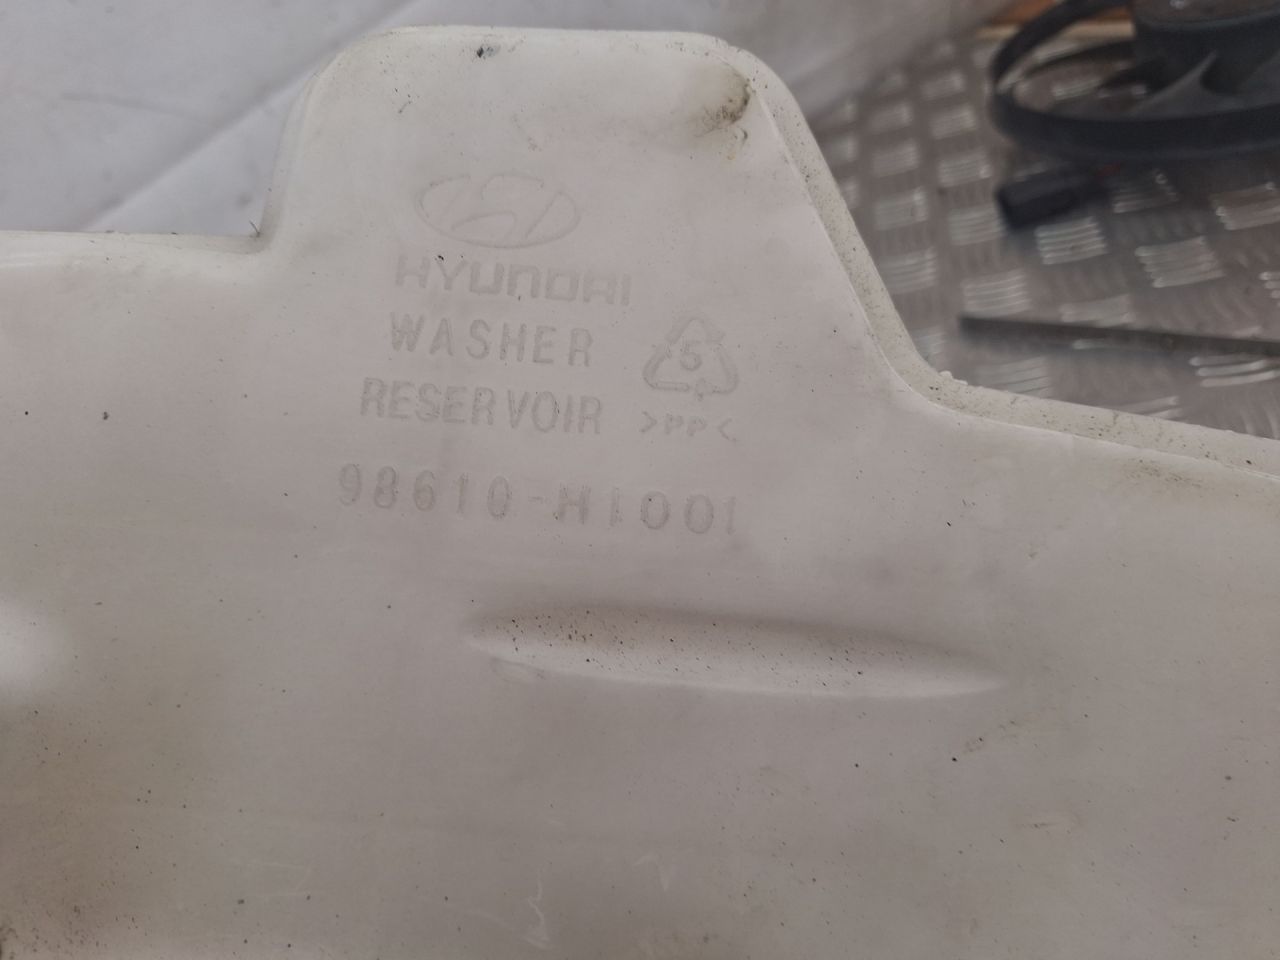 HYUNDAI
WASHER
RESERVOIR
5
>PP<
98610-H1001